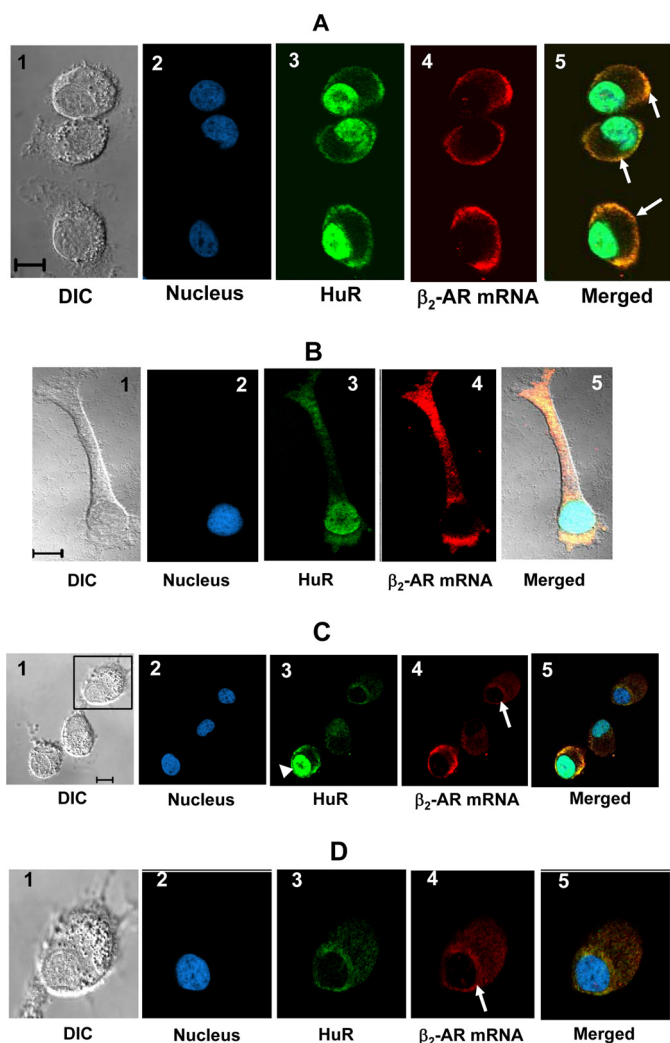 A
1 2 3 4 5
DIC Nucleus HuR β₂-AR mRNA Merged
B
1 2 3 4 5
DIC Nucleus HuR β₂-AR mRNA Merged
C
1 2 3 4 5
DIC Nucleus HuR β₂-AR mRNA Merged
D
1 2 3 4 5
DIC Nucleus HuR β₂-AR mRNA Merged